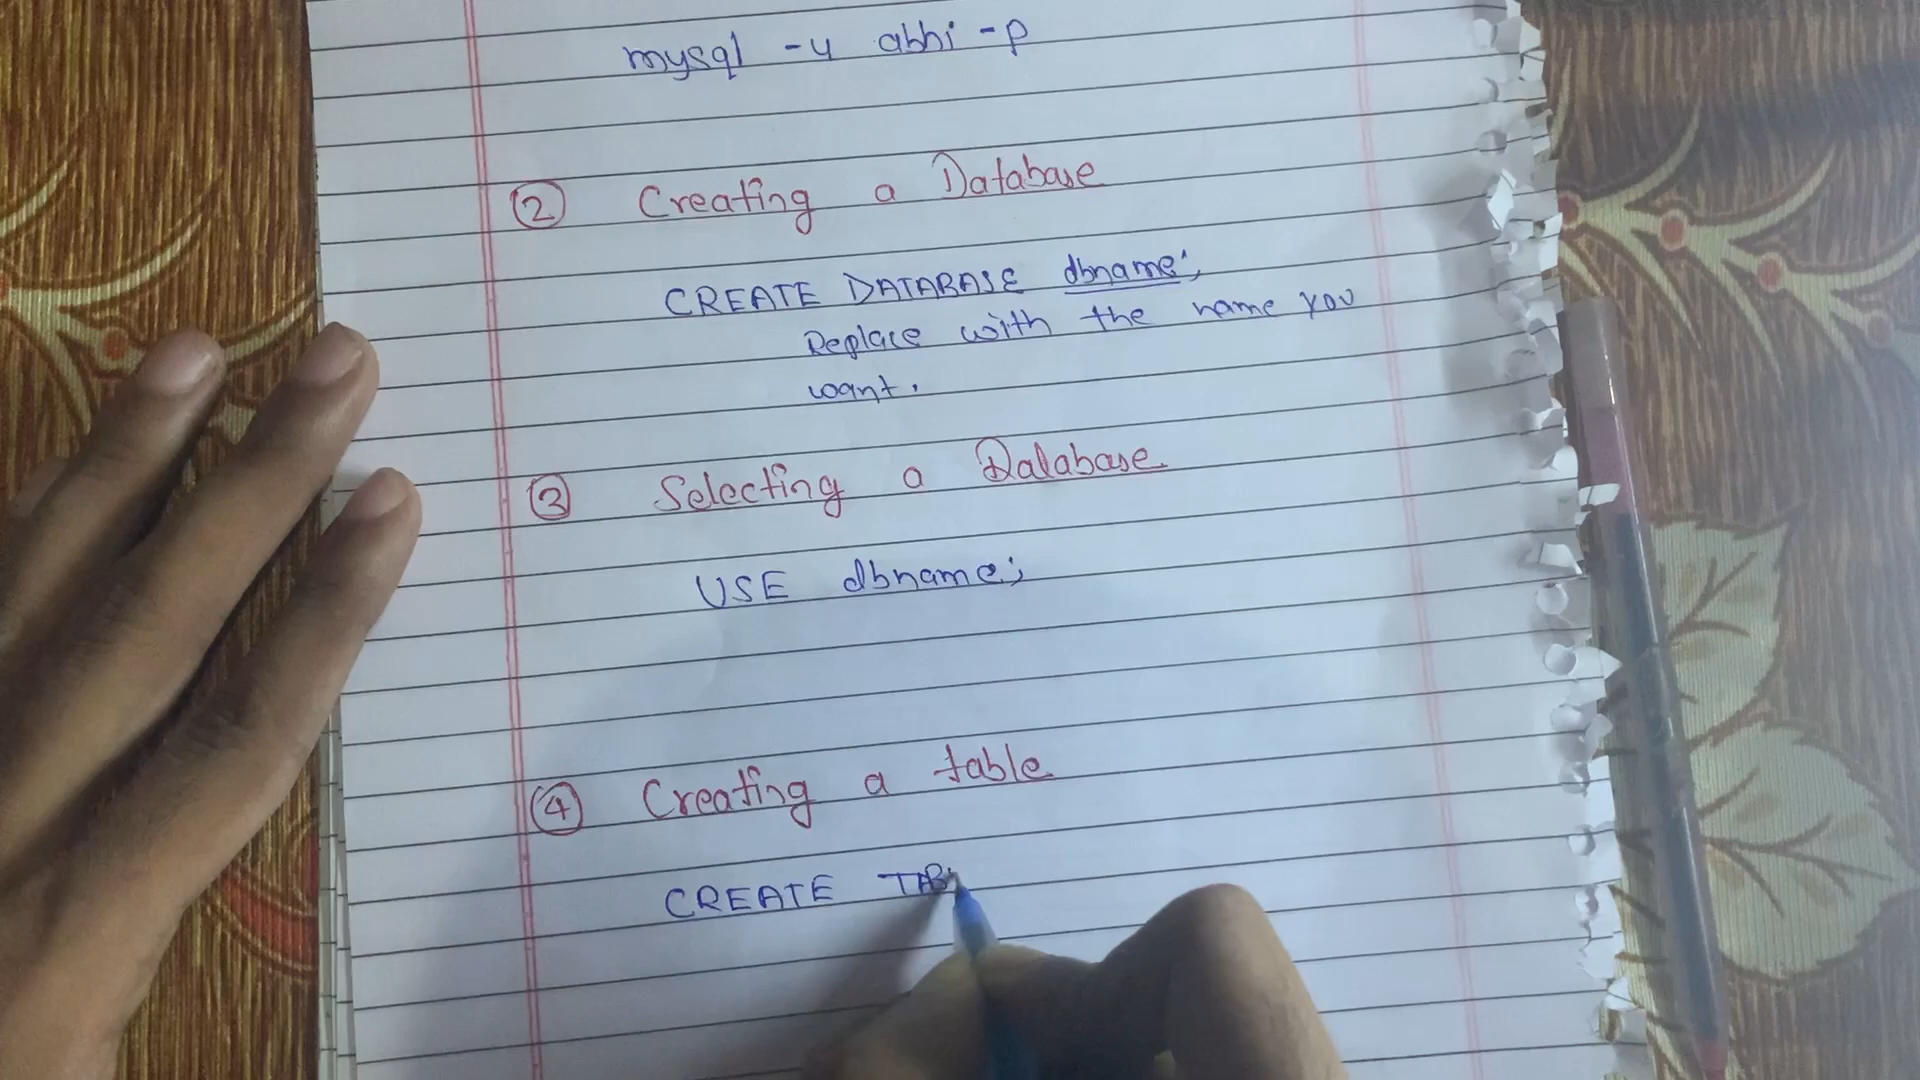 mysql -u abhi -p
② Creating a Database
CREATE DATABASE dbname;
Replace with the name you
want.
③ Selecting a Database
USE dbname;
④ Creating a table
CREATE TAB